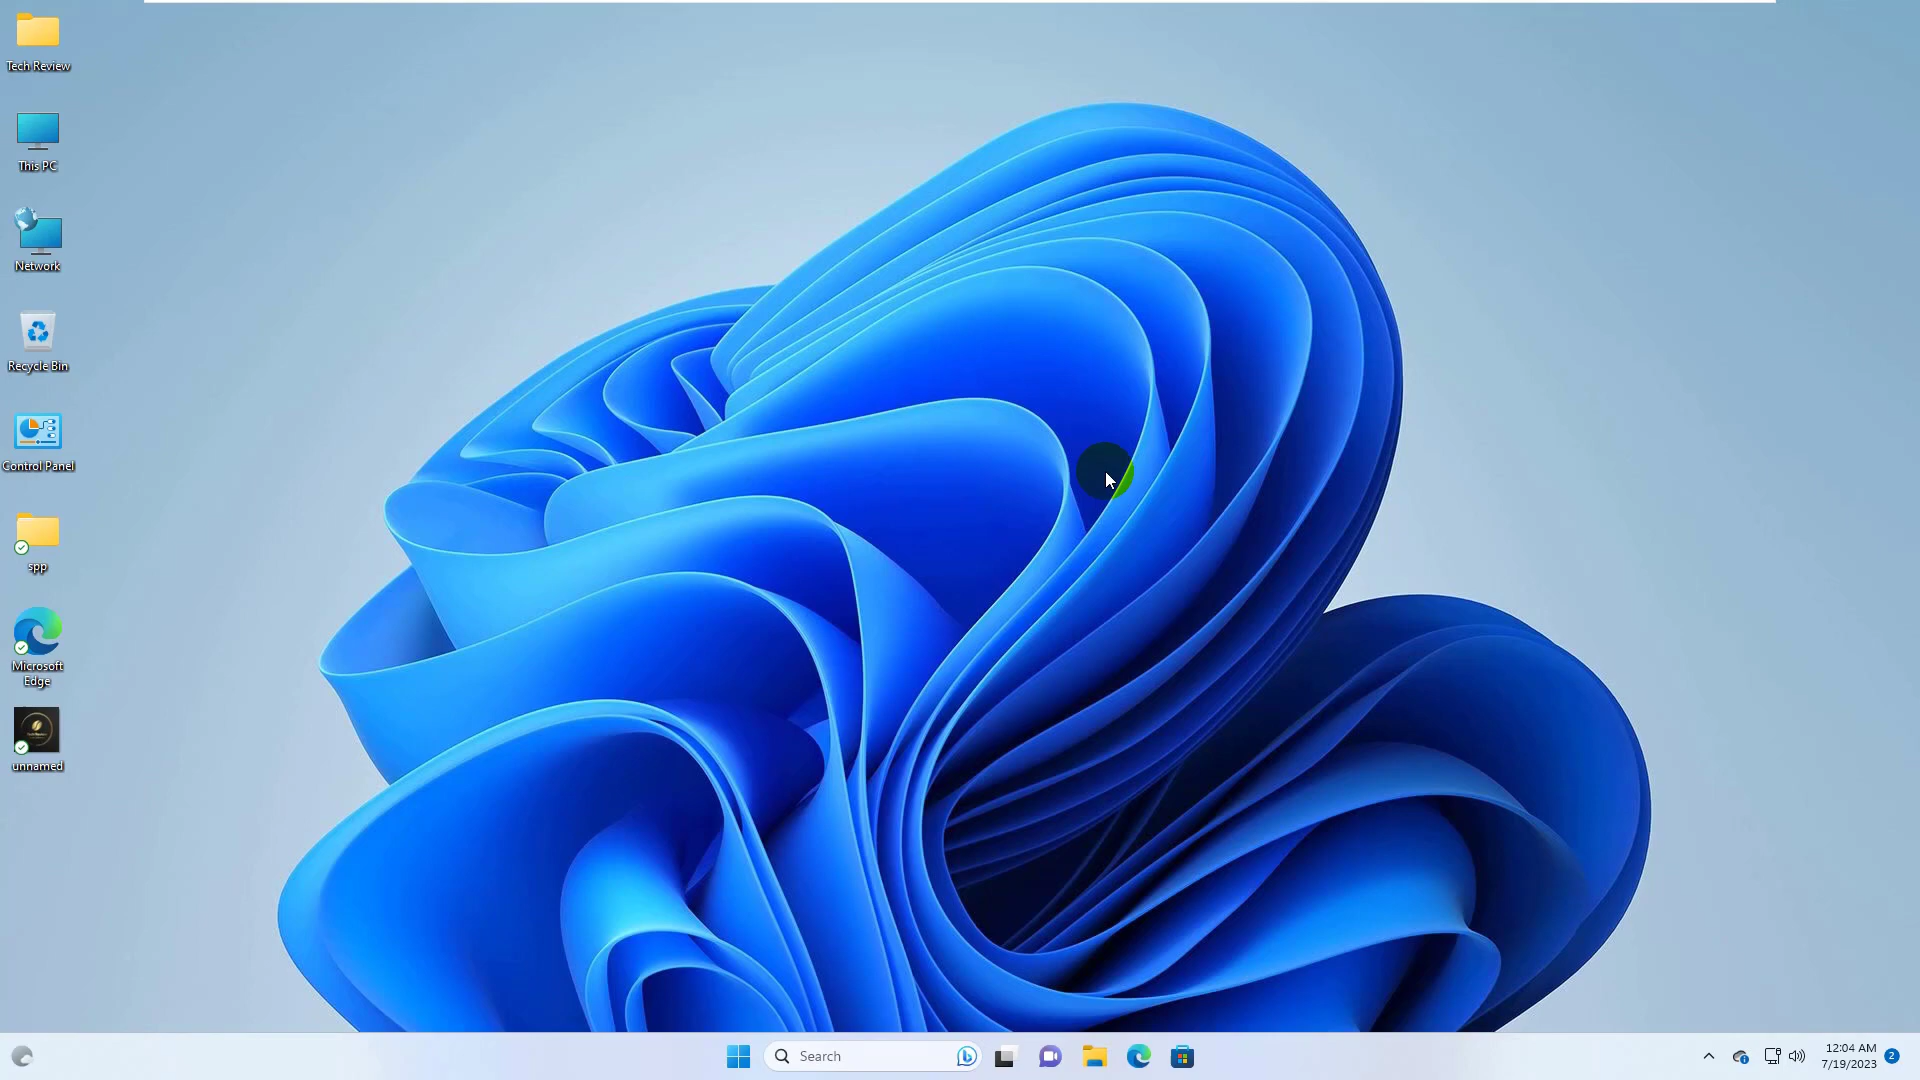 Tech Review
This PC
Network
Recycle Bin
Control Panel
spp
Microsoft
Edge
unnamed
Search
12:04 AM
7/19/2023
2